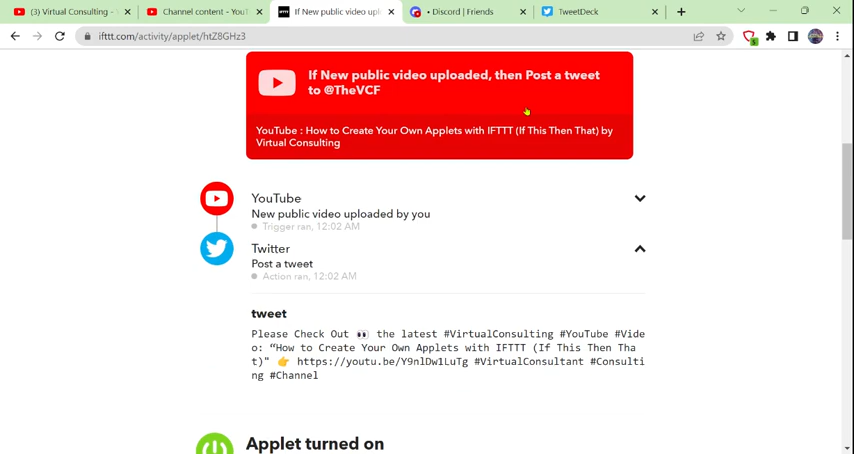 (3) Virtual Consulting -
Channel content - YouT
If New public video upl
• Discord | Friends
TweetDeck
ifttt.com/activity/applet/htZ8GHz3
If New public video uploaded, then Post a tweet
to @TheVCF
YouTube : How to Create Your Own Applets with IFTTT (If This Then That) by
Virtual Consulting
YouTube
New public video uploaded by you
Trigger ran, 12:02 AM
Twitter
Post a tweet
Action ran, 12:02 AM
tweet
Please Check Out 👀 the latest #VirtualConsulting #YouTube #Vide
o: “How to Create Your Own Applets with IFTTT (If This Then Tha
t)" 👉 https://youtu.be/Y9nlDw1LuTg #VirtualConsultant #Consulti
ng #Channel
Applet turned on